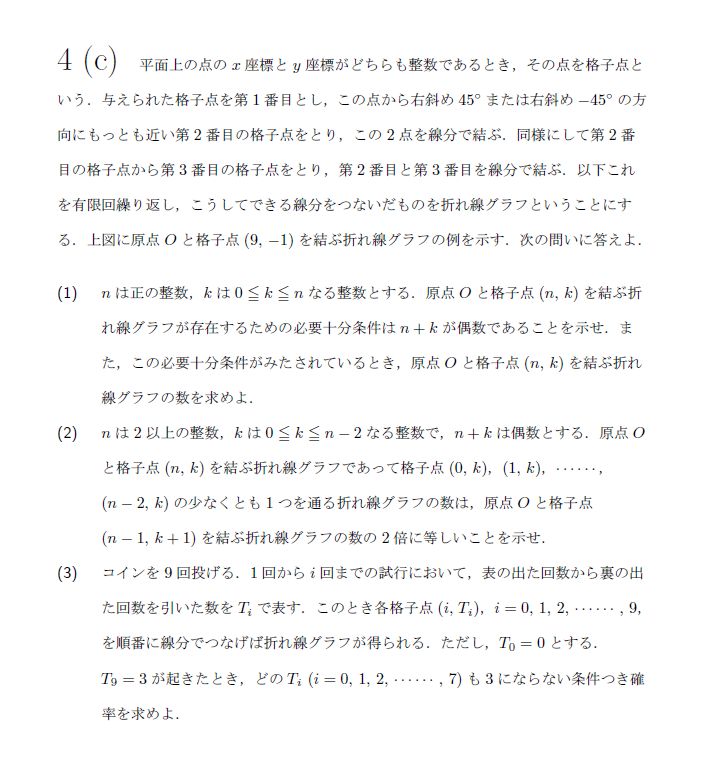 4 (c) 平面上の点の x 座標と y 座標がどちらも整数であるとき，その点を格子点と
いう．与えられた格子点を第 1 番目とし，この点から右斜め 45° または右斜め −45° の方
向にもっとも近い第 2 番目の格子点をとり，この 2 点を線分で結ぶ．同様にして第 2 番
目の格子点から第 3 番目の格子点をとり，第 2 番目と第 3 番目を線分で結ぶ．以下これ
を有限回繰り返し，こうしてできる線分をつないだものを折れ線グラフということにす
る．上図に原点 O と格子点 (9, −1) を結ぶ折れ線グラフの例を示す．次の問いに答えよ．
(1) n は正の整数，k は 0 ≦ k ≦ n なる整数とする．原点 O と格子点 (n, k) を結ぶ折
れ線グラフが存在するための必要十分条件は n + k が偶数であることを示せ．ま
た，この必要十分条件がみたされているとき，原点 O と格子点 (n, k) を結ぶ折れ
線グラフの数を求めよ．
(2) n は 2 以上の整数，k は 0 ≦ k ≦ n − 2 なる整数で，n + k は偶数とする．原点 O
と格子点 (n, k) を結ぶ折れ線グラフであって格子点 (0, k), (1, k), ······,
(n − 2, k) の少なくとも 1 つを通る折れ線グラフの数は，原点 O と格子点
(n − 1, k + 1) を結ぶ折れ線グラフの数の 2 倍に等しいことを示せ．
(3) コインを 9 回投げる．1 回から i 回までの試行において，表の出た回数から裏の出
た回数を引いた数を Ti で表す．このとき各格子点 (i, Ti), i = 0, 1, 2, ······ , 9,
を順番に線分でつなげば折れ線グラフが得られる．ただし，T0 = 0 とする．
T9 = 3 が起きたとき，どの Ti (i = 0, 1, 2, ······ , 7) も 3 にならない条件つき確
率を求めよ．